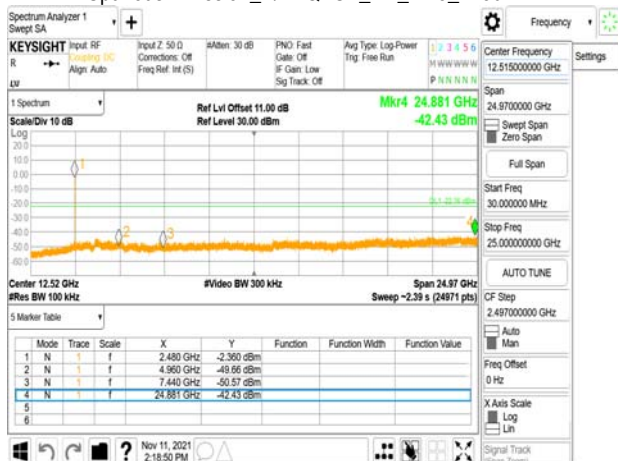 Spectrum Analyzer 1
Swept SA
+
Frequency
Settings
KEYSIGHT
R
LV
Input: RF
Coupling: DC
Align: Auto
Input Z: 50 Ω
Corrections: Off
Freq Ref: Int (S)
#Atten: 30 dB
PNO: Fast
Gate: Off
IF Gain: Low
Sig Track: Off
Avg Type: Log-Power
Trig: Free Run
1 2 3 4 5 6
M W W W W W
P N N N N N
1 Spectrum
Scale/Div 10 dB
Ref Lvl Offset 11.00 dB
Ref Level 30.00 dBm
Mkr4 24.881 GHz
-42.43 dBm
Log
20.0
10.0
0.00
-10.0
-20.0
-30.0
-40.0
-50.0
-60.0
1
2
3
4
Center 12.52 GHz
#Res BW 100 kHz
#Video BW 300 kHz
Span 24.97 GHz
Sweep ~2.39 s (24971 pts)
5 Marker Table
Mode Trace Scale X Y Function Function Width Function Value
1 N 1 f 2.480 GHz -2.360 dBm
2 N 1 f 4.960 GHz -49.66 dBm
3 N 1 f 7.440 GHz -50.57 dBm
4 N 1 f 24.881 GHz -42.43 dBm
5
6
?
Nov 11, 2021
2:18:50 PM
Center Frequency
12.515000000 GHz
Span
24.9700000 GHz
Swept Span
Zero Span
Full Span
Start Freq
30.000000 MHz
Stop Freq
25.000000000 GHz
AUTO TUNE
CF Step
2.497000000 GHz
Auto
Man
Freq Offset
0 Hz
X Axis Scale
Log
Lin
Signal Track